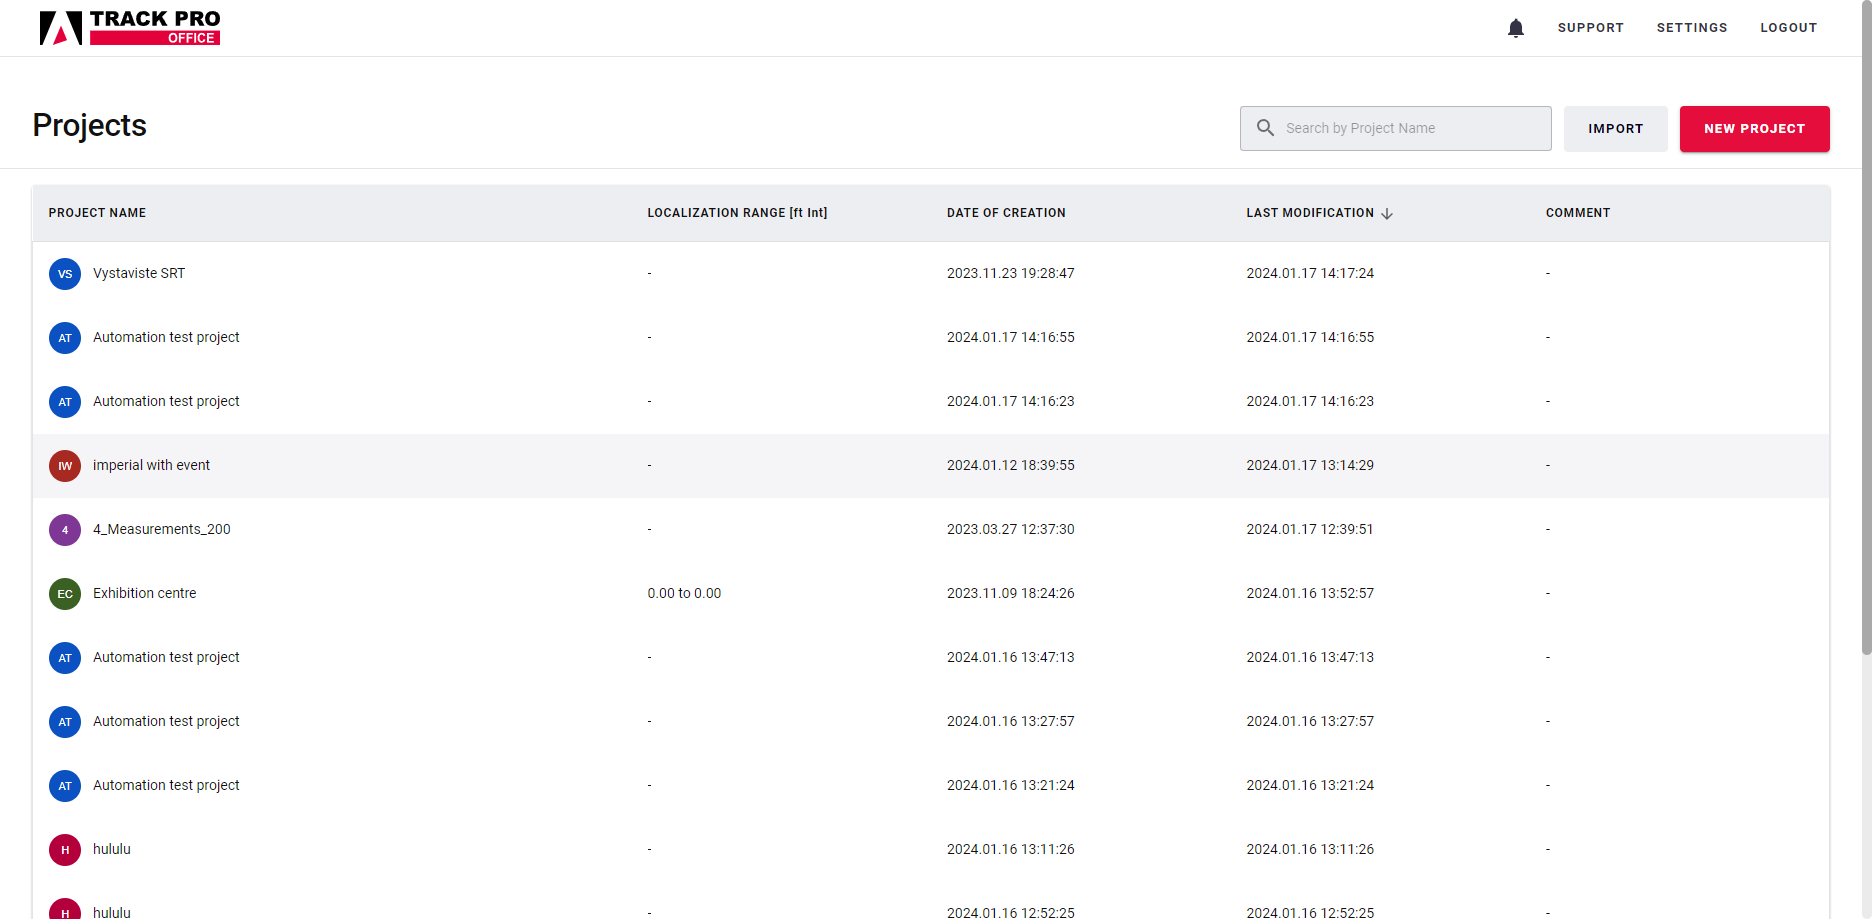 TRACK PRO
OFFICE
SUPPORT SETTINGS LOGOUT
Projects
Search by Project Name IMPORT NEW PROJECT
PROJECT NAME LOCALIZATION RANGE [ft Int] DATE OF CREATION LAST MODIFICATION COMMENT
VS Vystaviste SRT - 2023.11.23 19:28:47 2024.01.17 14:17:24 -
AT Automation test project - 2024.01.17 14:16:55 2024.01.17 14:16:55 -
AT Automation test project - 2024.01.17 14:16:23 2024.01.17 14:16:23 -
IW imperial with event - 2024.01.12 18:39:55 2024.01.17 13:14:29 -
4 4_Measurements_200 - 2023.03.27 12:37:30 2024.01.17 12:39:51 -
EC Exhibition centre 0.00 to 0.00 2023.11.09 18:24:26 2024.01.16 13:52:57 -
AT Automation test project - 2024.01.16 13:47:13 2024.01.16 13:47:13 -
AT Automation test project - 2024.01.16 13:27:57 2024.01.16 13:27:57 -
AT Automation test project - 2024.01.16 13:21:24 2024.01.16 13:21:24 -
H hululu - 2024.01.16 13:11:26 2024.01.16 13:11:26 -
H hululu - 2024.01.16 12:52:25 2024.01.16 12:52:25 -